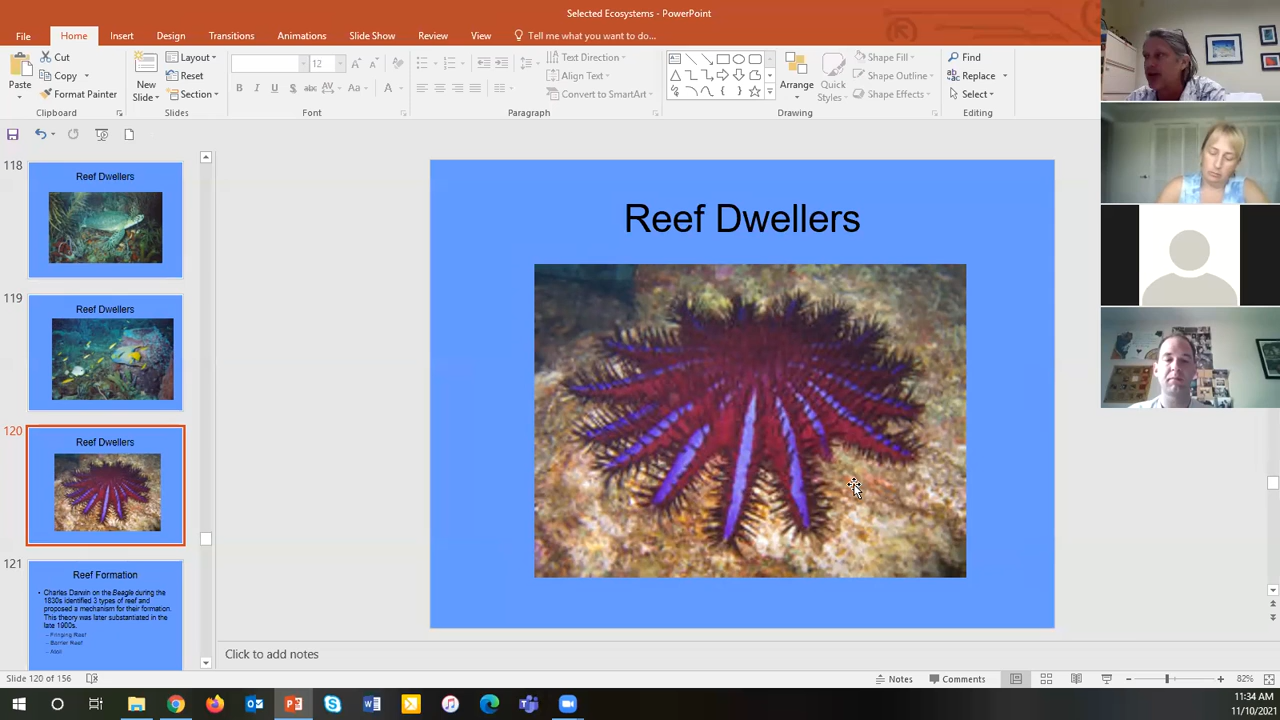 Selected Ecosystems - PowerPoint
File Home Insert Design Transitions Animations Slide Show Review View Tell me what you want to do...
Paste
Cut
Copy
Format Painter
Clipboard
New Slide
Layout
Reset
Section
Slides
12
B I U S abc AV Aa A
Font
Text Direction
Align Text
Convert to SmartArt
Paragraph
Arrange
Quick Styles
Shape Fill
Shape Outline
Shape Effects
Drawing
Find
Replace
Select
Editing
118
Reef Dwellers
119
Reef Dwellers
120
Reef Dwellers
121
Reef Formation
• Charles Darwin on the Beagle during the
1830s identified 3 types of reef and
proposed a mechanism for their formation.
This theory was later substantiated in the
late 1900s.
– Fringing Reef
– Barrier Reef
– Atoll
Reef Dwellers
Click to add notes
Slide 120 of 156
Notes
Comments
82%
11:34 AM
11/10/2021